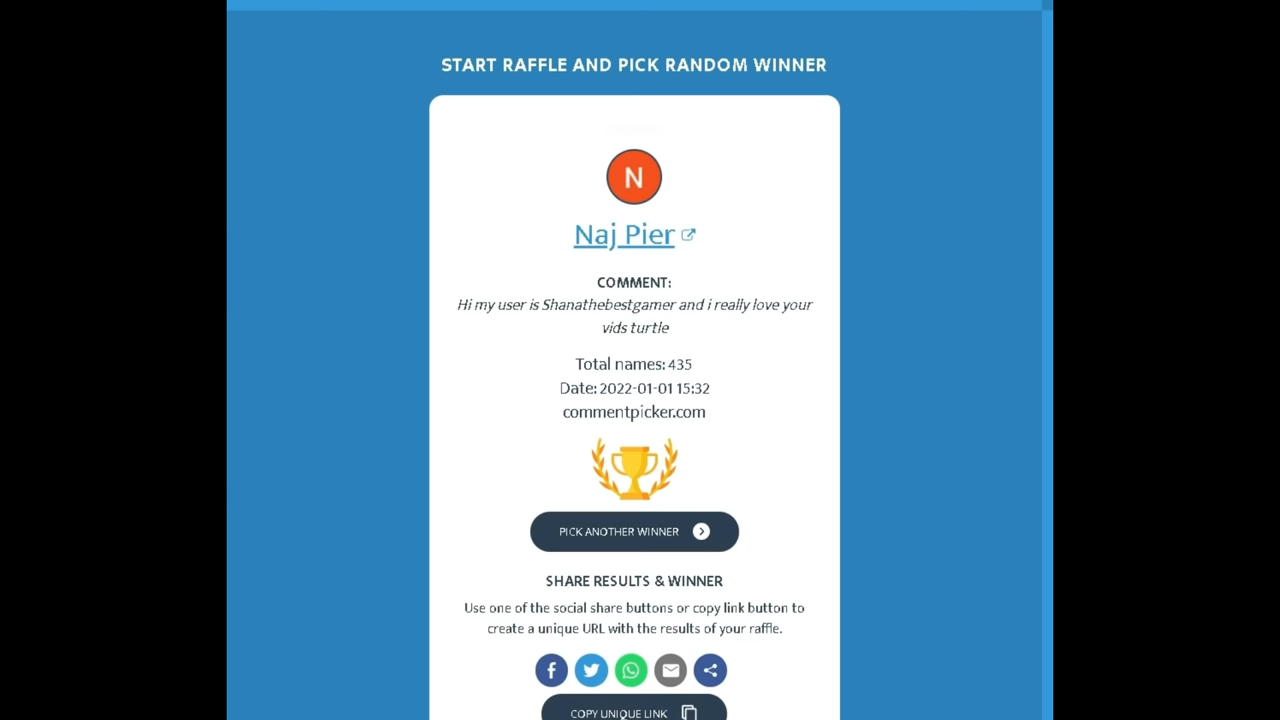 START RAFFLE AND PICK RANDOM WINNER
N
Naj Pier
COMMENT:
Hi my user is Shanathebestgamer and i really love your
vids turtle
Total names: 435
Date: 2022-01-01 15:32
commentpicker.com
PICK ANOTHER WINNER
SHARE RESULTS & WINNER
Use one of the social share buttons or copy link button to
create a unique URL with the results of your raffle.
COPY UNIQUE LINK